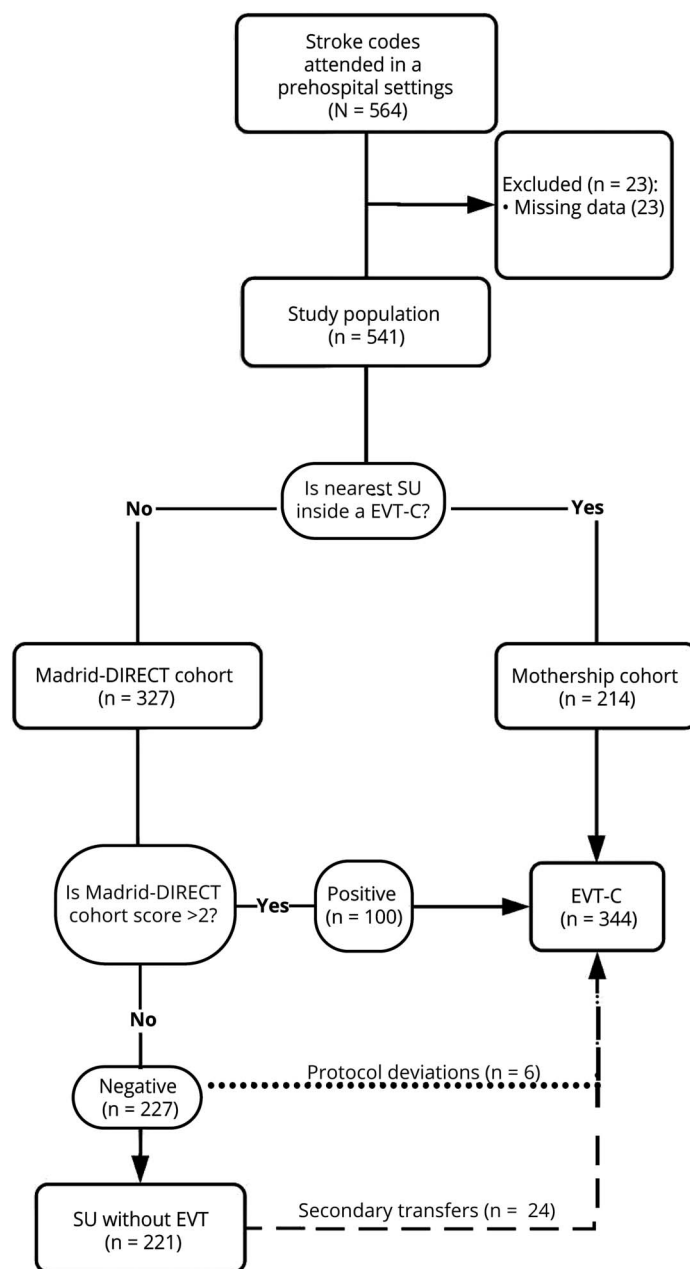 Stroke codes
attended in a
prehospital settings
(N = 564)
Excluded (n = 23):
• Missing data (23)
Study population
(n = 541)
Is nearest SU
inside a EVT-C?
No
Yes
Madrid-DIRECT cohort
(n = 327)
Mothership cohort
(n = 214)
Is Madrid-DIRECT
cohort score >2?
Yes
Positive
(n = 100)
EVT-C
(n = 344)
No
Negative
(n = 227)
Protocol deviations (n = 6)
SU without EVT
(n = 221)
Secondary transfers (n = 24)